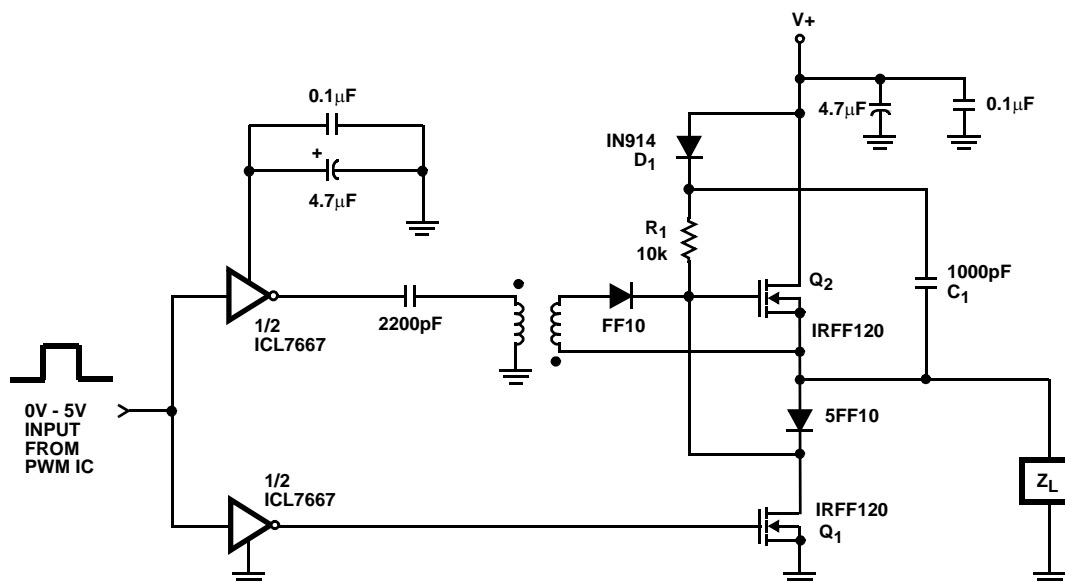 V+
0.1μF
4.7μF
0.1μF
IN914
D1
+
4.7μF
R1
10k
1000pF
C1
Q2
2200pF
FF10
IRFF120
1/2
ICL7667
0V - 5V
INPUT
FROM
PWM IC
5FF10
1/2
ICL7667
ZL
IRFF120
Q1